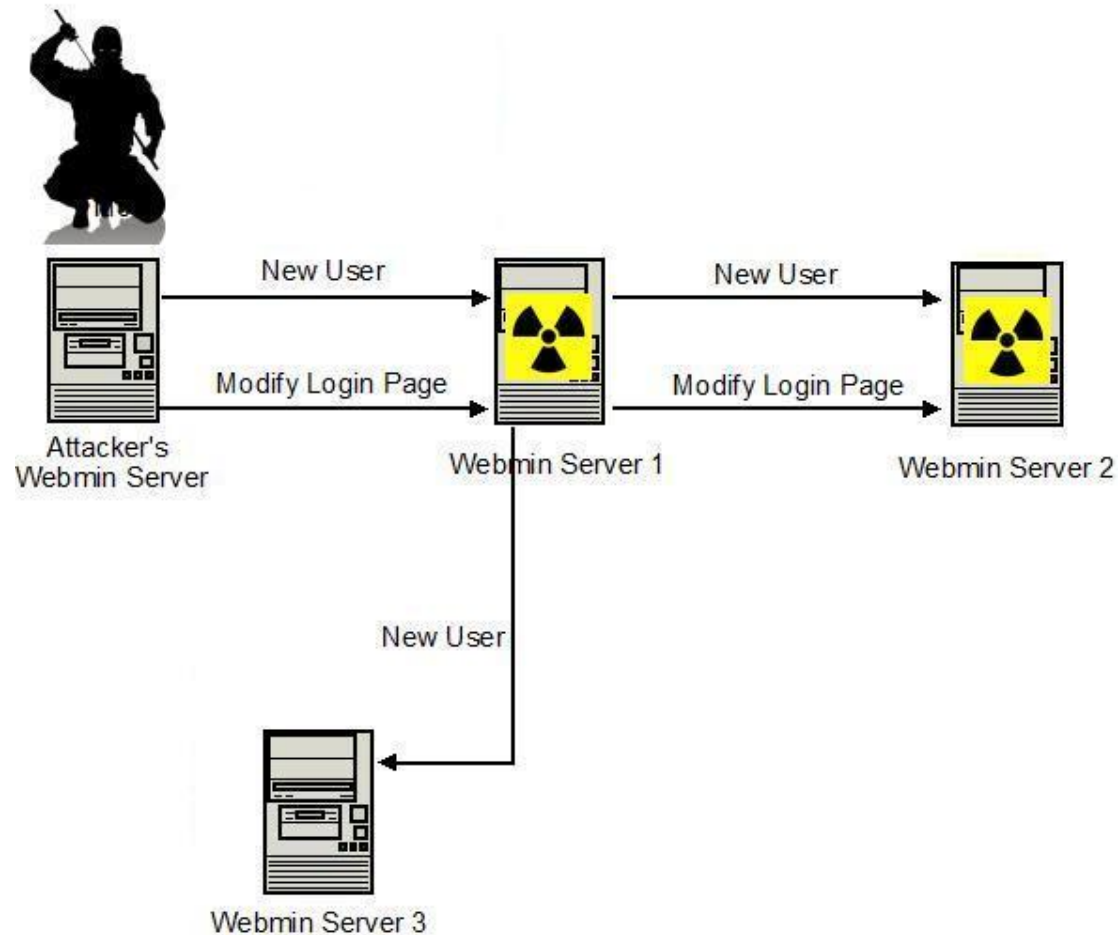 New User
New User
Modify Login Page
Modify Login Page
Attacker's
Webmin Server
Webmin Server 1
Webmin Server 2
New User
Webmin Server 3